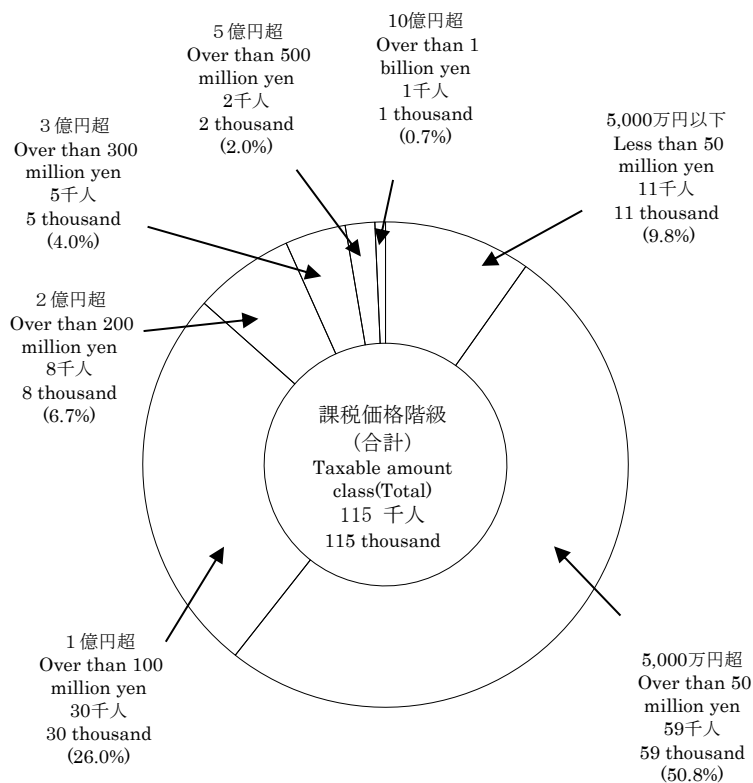 10億円超
Over than 1
billion yen
1千人
1 thousand
(0.7%)
５億円超
Over than 500
million yen
2千人
2 thousand
(2.0%)
３億円超
Over than 300
million yen
5千人
5 thousand
(4.0%)
２億円超
Over than 200
million yen
8千人
8 thousand
(6.7%)
１億円超
Over than 100
million yen
30千人
30 thousand
(26.0%)
5,000万円以下
Less than 50
million yen
11千人
11 thousand
(9.8%)
5,000万円超
Over than 50
million yen
59千人
59 thousand
(50.8%)
課税価格階級
(合計)
Taxable amount
class(Total)
115 千人
115 thousand